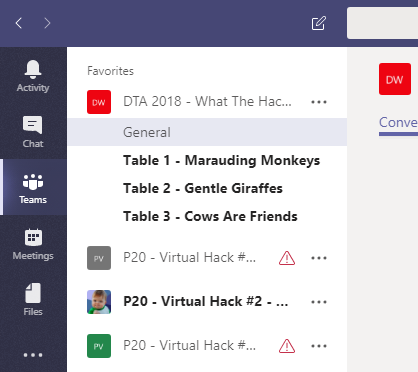 Activity
Chat
Teams
Meetings
Files
Favorites
DW DTA 2018 - What The Hac...
General
Table 1 - Marauding Monkeys
Table 2 - Gentle Giraffes
Table 3 - Cows Are Friends
PV P20 - Virtual Hack #...
P20 - Virtual Hack #2 - ...
PV P20 - Virtual Hack #...
DW
Conve